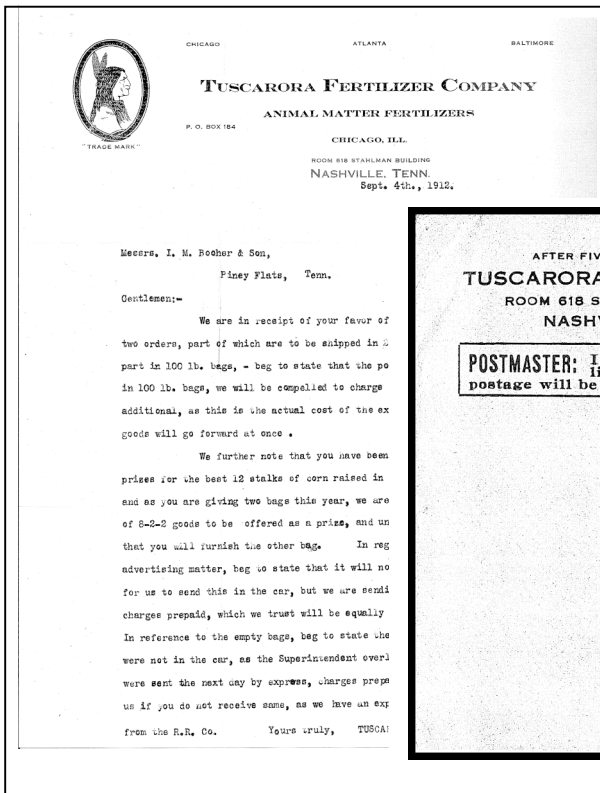 CHICAGO ATLANTA BALTIMORE
TUSCARORA FERTILIZER COMPANY
ANIMAL MATTER FERTILIZERS
P. O. BOX 184
CHICAGO, ILL.
"TRADE MARK"
ROOM 618 STAHLMAN BUILDING
NASHVILLE, TENN.
Sept. 4th., 1912.
Messrs. I. M. Booher & Son,
Piney Flats, Tenn.
Gentlemen:-
We are in receipt of your favor of
two orders, part of which are to be shipped in
part in 100 lb. bags, - beg to state that the po
in 100 lb. bags, we will be compelled to charge
additional, as this is the actual cost of the ex
goods will go forward at once .
We further note that you have been
prizes for the best 12 stalks of corn raised in
and as you are giving two bags this year, we are
of 8-2-2 goods to be offered as a prize, and un
that you will furnish the other bag. In reg
advertising matter, beg to state that it will no
for us to send this in the car, but we are sendi
charges prepaid, which we trust will be equally
In reference to the empty bags, beg to state the
were not in the car, as the Superintendent overl
were sent the next day by express, charges prepa
us if you do not receive same, as we have an exp
from the R.R. Co. Yours truly, TUSCA
AFTER FIV
TUSCARORA
ROOM 618 S
NASHV
POSTMASTER: I
li
postage will be